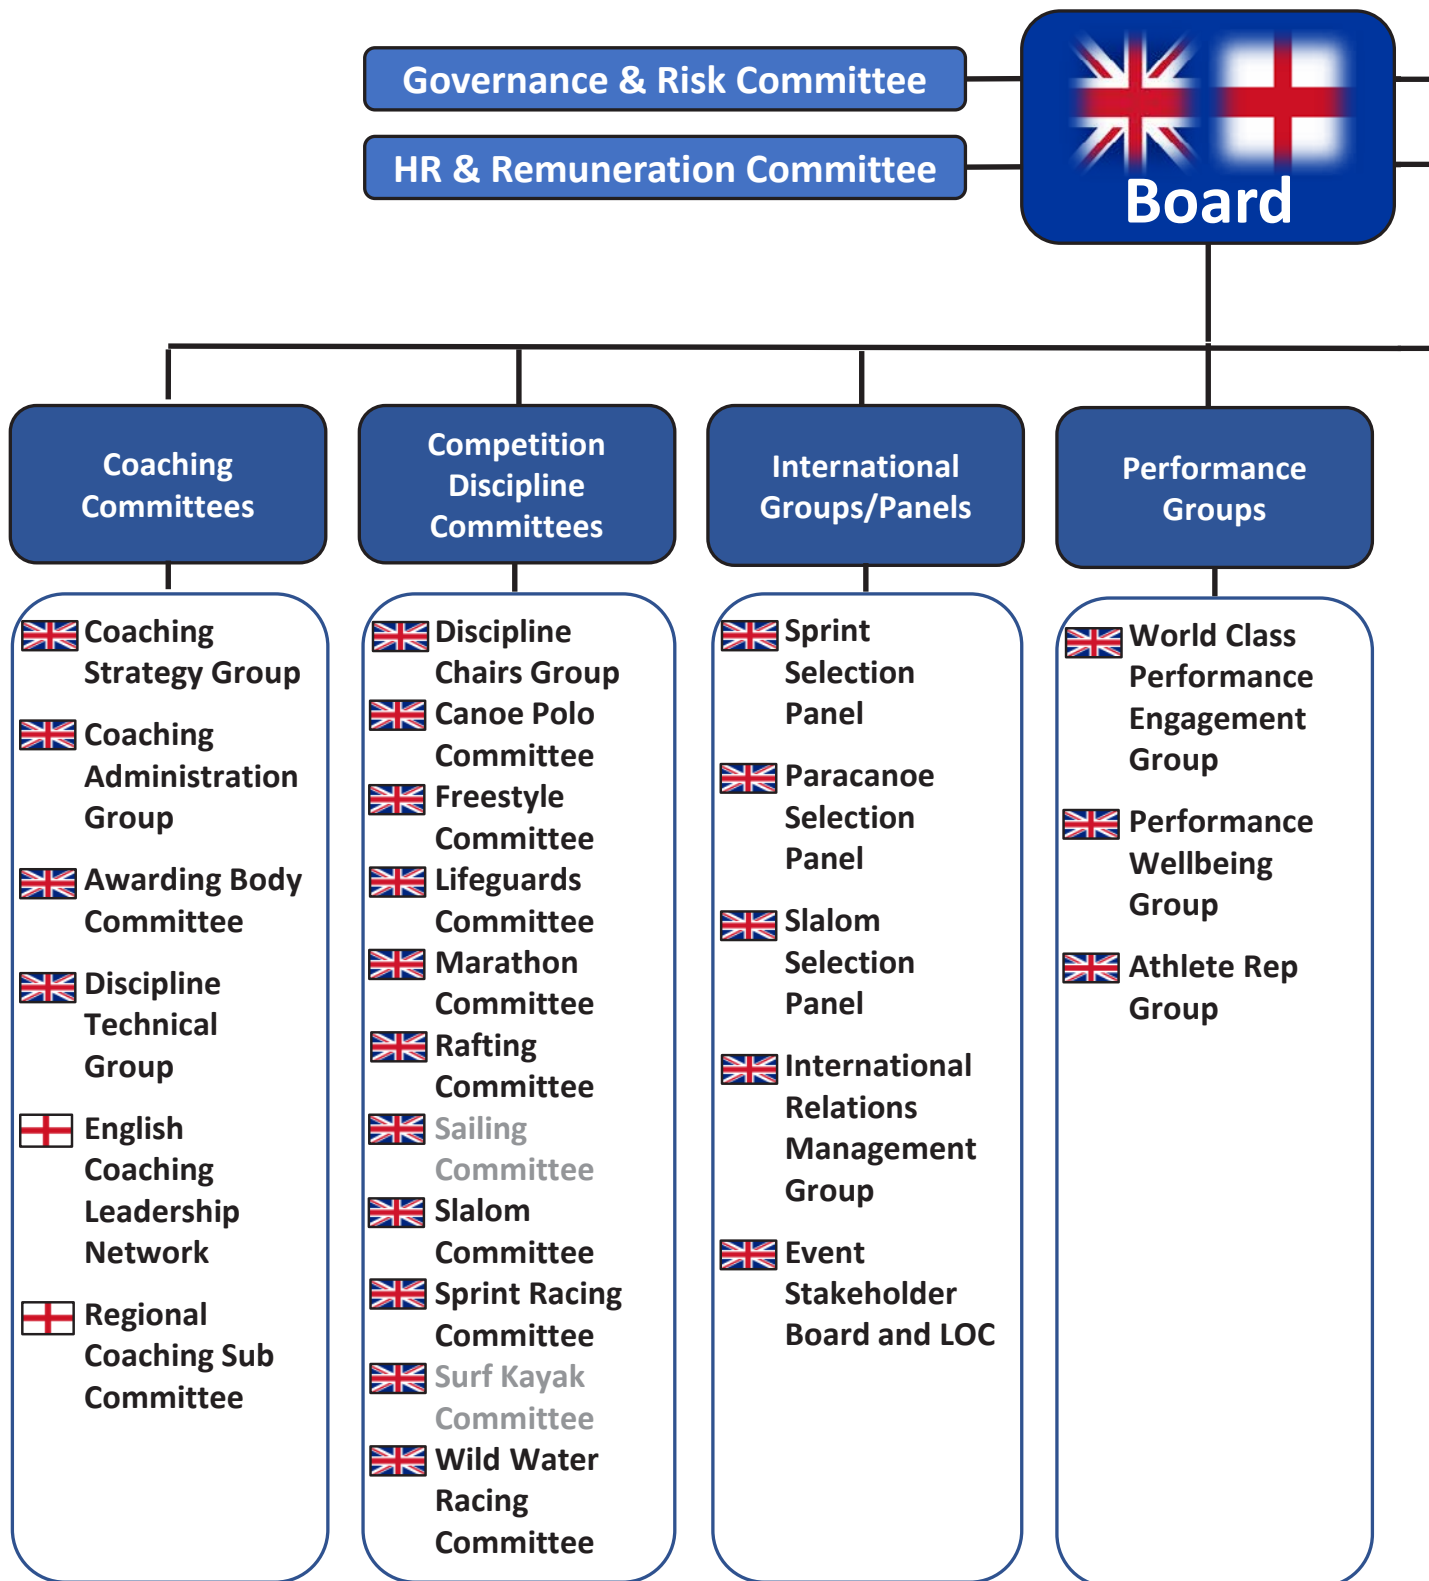 Governance & Risk Committee
HR & Remuneration Committee
Board
Coaching
Committees
Competition
Discipline
Committees
International
Groups/Panels
Performance
Groups
Coaching
Strategy Group
Coaching
Administration
Group
Awarding Body
Committee
Discipline
Technical
Group
English
Coaching
Leadership
Network
Regional
Coaching Sub
Committee
Discipline
Chairs Group
Canoe Polo
Committee
Freestyle
Committee
Lifeguards
Committee
Marathon
Committee
Rafting
Committee
Sailing
Committee
Slalom
Committee
Sprint Racing
Committee
Surf Kayak
Committee
Wild Water
Racing
Committee
Sprint
Selection
Panel
Paracanoe
Selection
Panel
Slalom
Selection
Panel
International
Relations
Management
Group
Event
Stakeholder
Board and LOC
World Class
Performance
Engagement
Group
Performance
Wellbeing
Group
Athlete Rep
Group